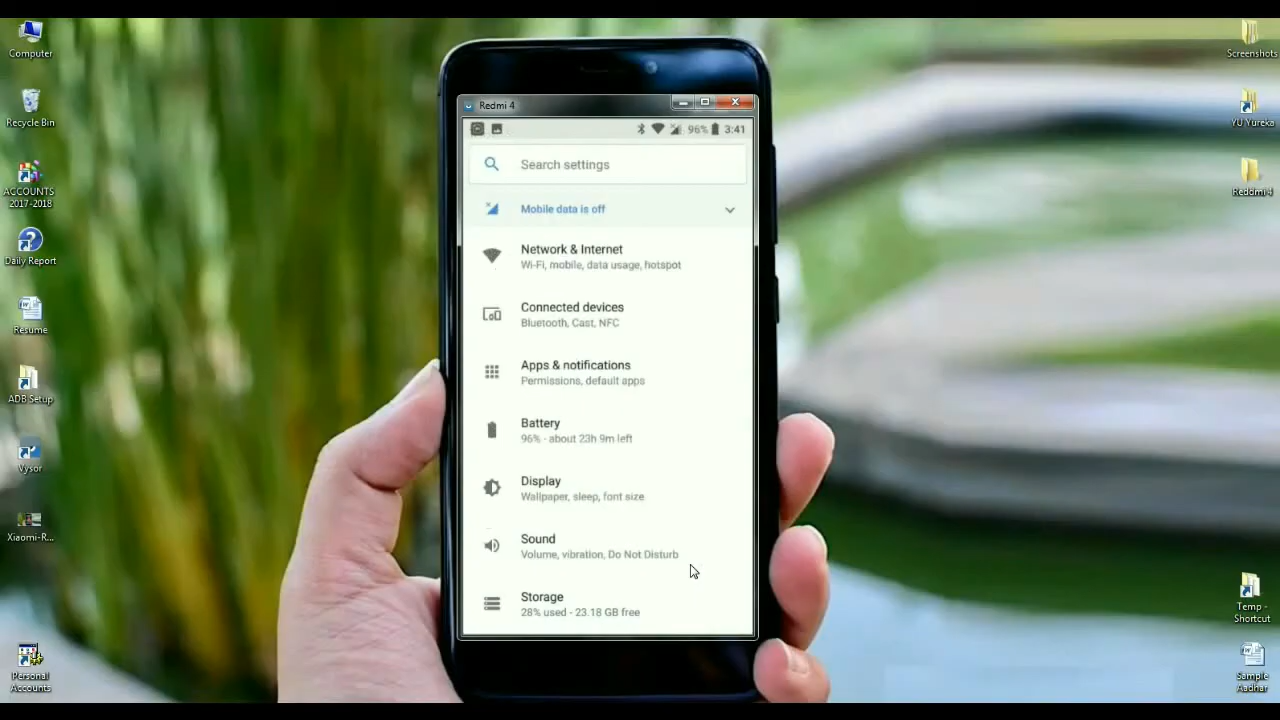 Computer
Recycle Bin
ACCOUNTS
2017-2018
Daily Report
Resume
ADB Setup
Vysor
Xiaomi-R...
Personal
Accounts
Redmi 4
96%
3:41
Search settings
Mobile data is off
Network & Internet
Wi-Fi, mobile, data usage, hotspot
Connected devices
Bluetooth, Cast, NFC
Apps & notifications
Permissions, default apps
Battery
96% - about 23h 9m left
Display
Wallpaper, sleep, font size
Sound
Volume, vibration, Do Not Disturb
Storage
28% used - 23.18 GB free
Screenshots
YU Yureka
Reddmi 4
Temp -
Shortcut
Sample
Aadhar